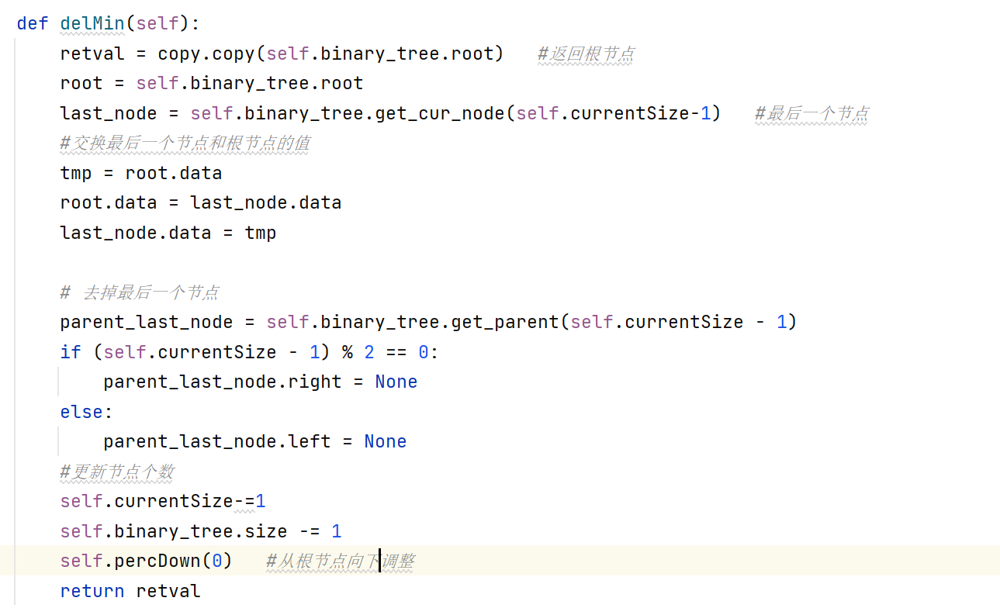 def delMin(self):
    retval = copy.copy(self.binary_tree.root)   #返回根节点
    root = self.binary_tree.root
    last_node = self.binary_tree.get_cur_node(self.currentSize-1)   #最后一个节点
    #交换最后一个节点和根节点的值
    tmp = root.data
    root.data = last_node.data
    last_node.data = tmp

    # 去掉最后一个节点
    parent_last_node = self.binary_tree.get_parent(self.currentSize - 1)
    if (self.currentSize - 1) % 2 == 0:
        parent_last_node.right = None
    else:
        parent_last_node.left = None
    #更新节点个数
    self.currentSize-=1
    self.binary_tree.size -= 1
    self.percDown(0)   #从根节点向下调整
    return retval